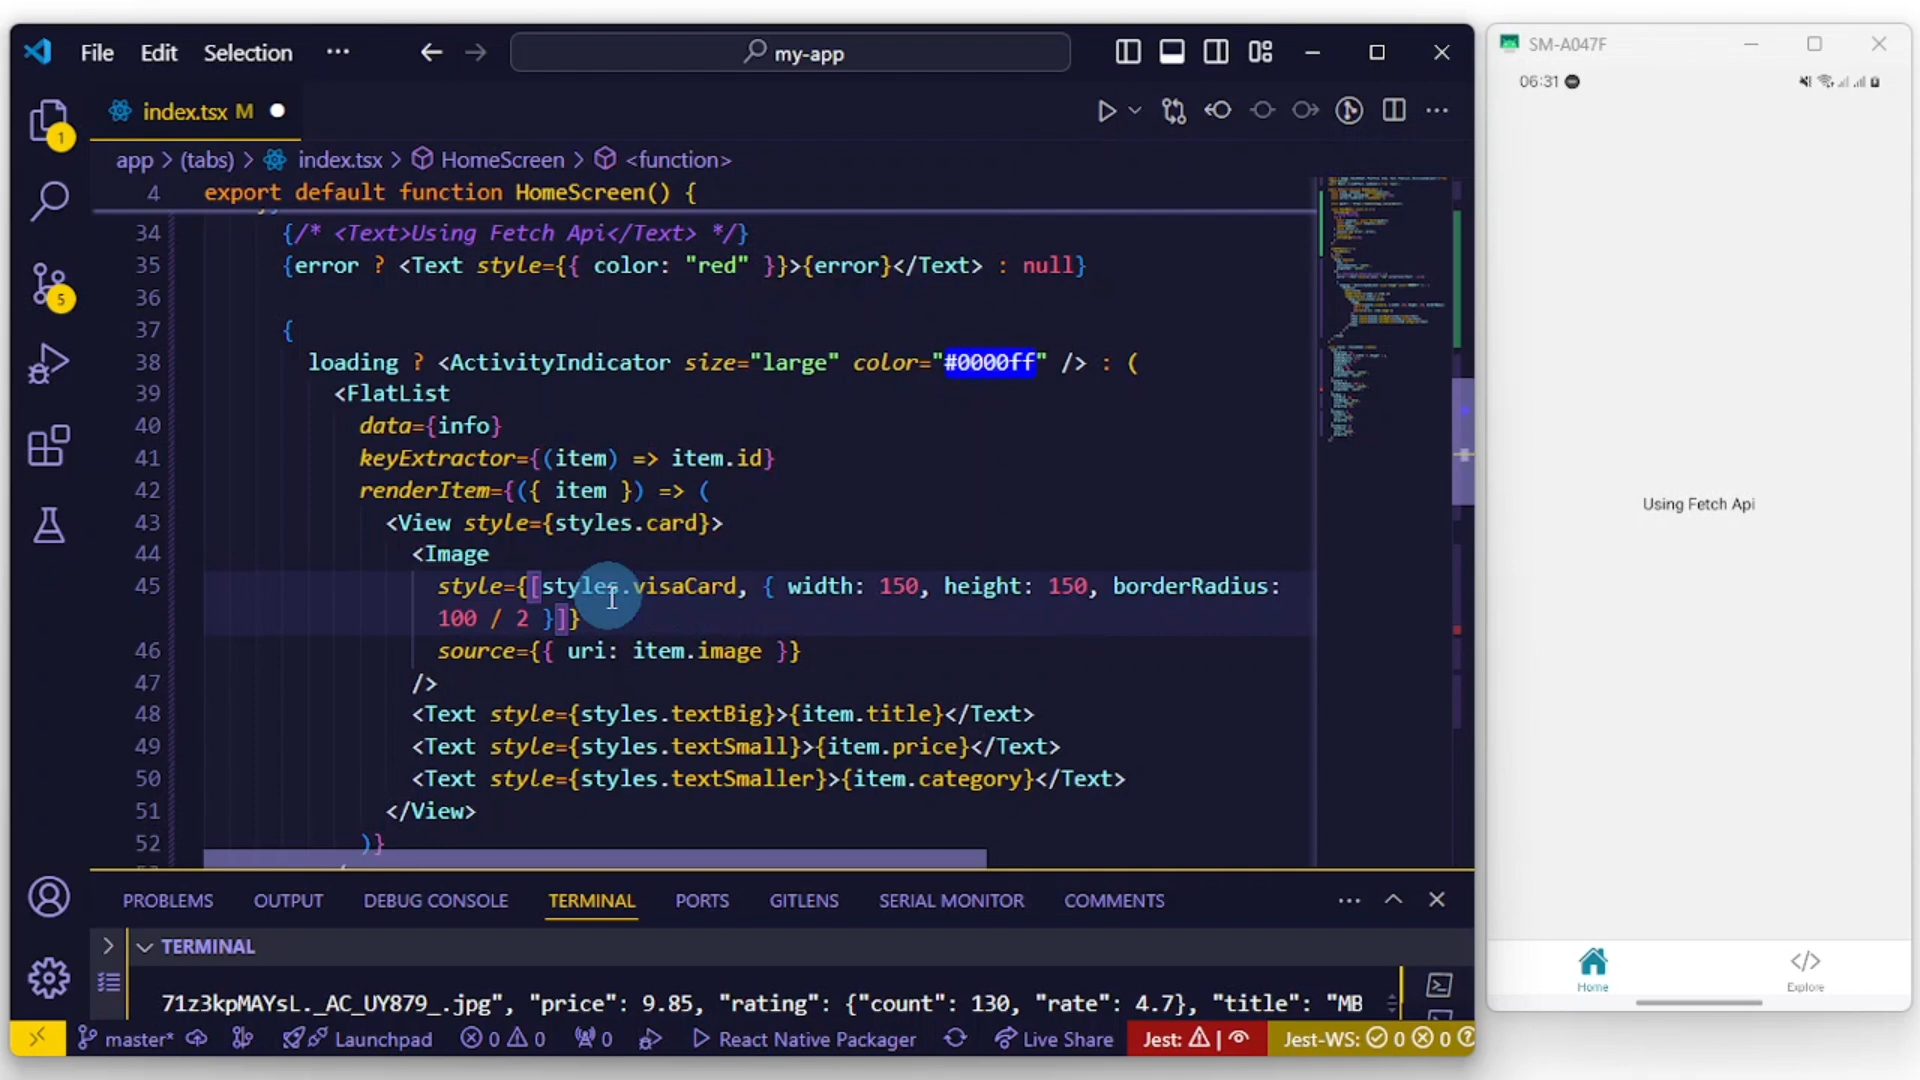 File Edit Selection ··· my-app
index.tsx M
app > (tabs) > index.tsx > HomeScreen > <function>
4 export default function HomeScreen() {
34 {/* <Text>Using Fetch Api</Text> */}
35 {error ? <Text style={{ color: "red" }}>{error}</Text> : null}
36
37 {
38 loading ? <ActivityIndicator size="large" color="#0000ff" /> : (
39 <FlatList
40 data={info}
41 keyExtractor={(item) => item.id}
42 renderItem={({ item }) => (
43 <View style={styles.card}>
44 <Image
45 style={[styles.visaCard, { width: 150, height: 150, borderRadius:
100 / 2 }]}
46 source={{ uri: item.image }}
47 />
48 <Text style={styles.textBig}>{item.title}</Text>
49 <Text style={styles.textSmall}>{item.price}</Text>
50 <Text style={styles.textSmaller}>{item.category}</Text>
51 </View>
52 )}
PROBLEMS OUTPUT DEBUG CONSOLE TERMINAL PORTS GITLENS SERIAL MONITOR COMMENTS
TERMINAL
71z3kpMAYsL._AC_UY879_.jpg", "price": 9.85, "rating": {"count": 130, "rate": 4.7}, "title": "MB
master* Launchpad 0 0 0 React Native Packager Live Share Jest: | Jest-WS: 0 0
1
5
SM-A047F
06:31
Using Fetch Api
Home Explore